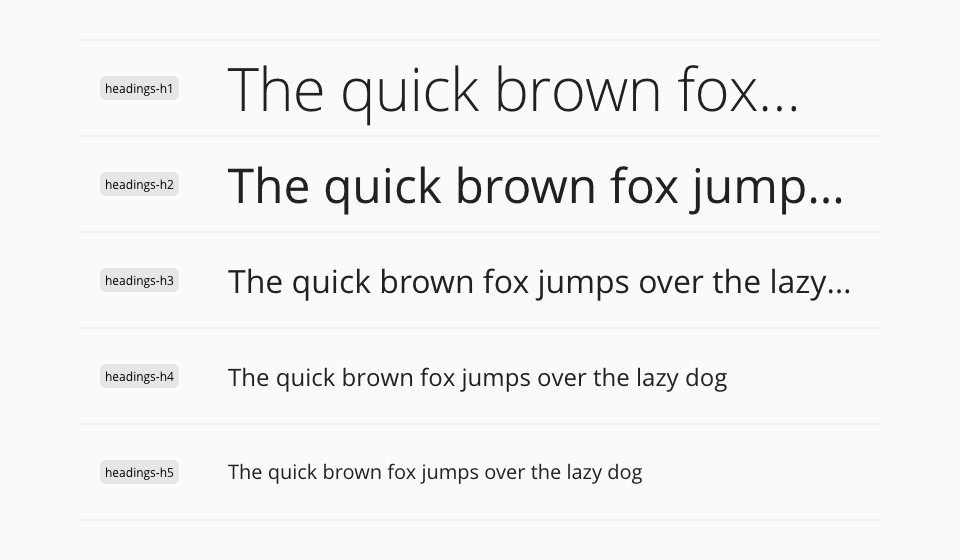 headings-h1 The quick brown fox...
headings-h2 The quick brown fox jump...
headings-h3 The quick brown fox jumps over the lazy...
headings-h4 The quick brown fox jumps over the lazy dog
headings-h5 The quick brown fox jumps over the lazy dog